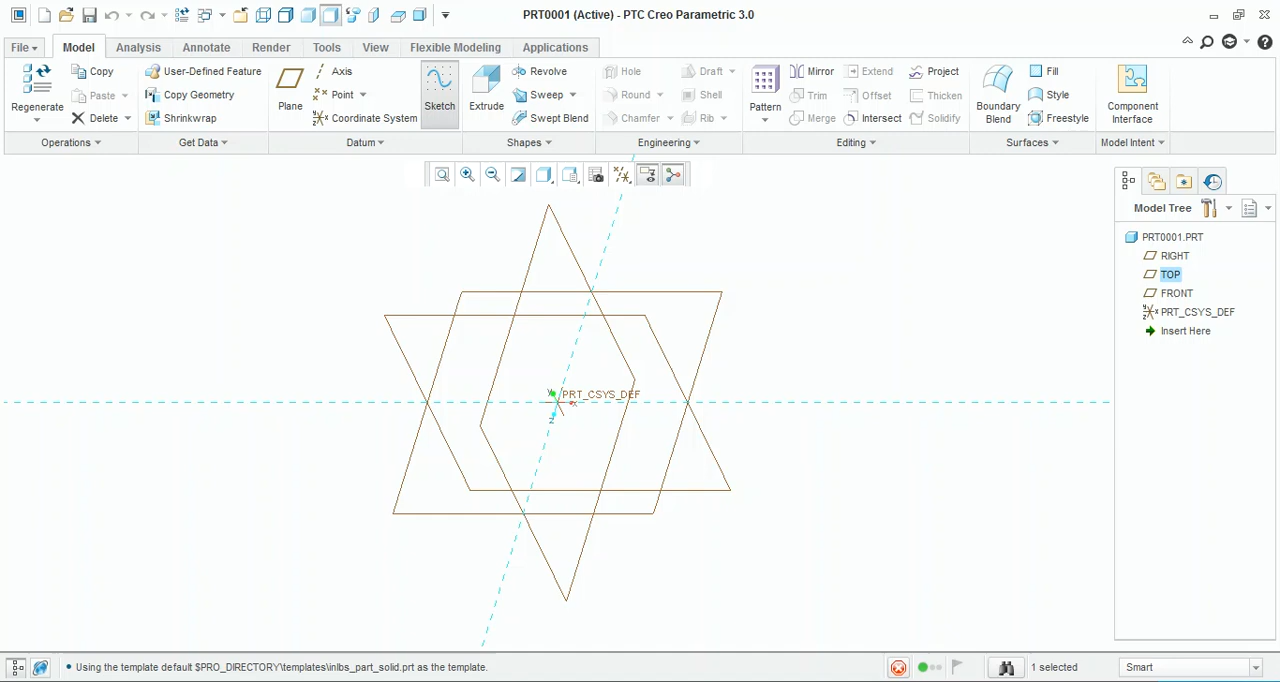 PRT0001 (Active) - PTC Creo Parametric 3.0
File Model Analysis Annotate Render Tools View Flexible Modeling Applications
Regenerate
Copy
Paste
Delete
Operations
User-Defined Feature
Copy Geometry
Shrinkwrap
Get Data
Plane
Axis
Point
Coordinate System
Sketch
Datum
Extrude
Revolve
Sweep
Swept Blend
Shapes
Hole
Round
Chamfer
Draft
Shell
Rib
Engineering
Pattern
Mirror
Trim
Merge
Extend
Offset
Intersect
Project
Thicken
Solidify
Editing
Boundary
Blend
Fill
Style
Freestyle
Surfaces
Component
Interface
Model Intent
Model Tree
PRT0001.PRT
RIGHT
TOP
FRONT
PRT_CSYS_DEF
Insert Here
PRT_CSYS_DEF
Y
X
Z
Using the template default $PRO_DIRECTORY\templates\inlbs_part_solid.prt as the template.
1 selected
Smart